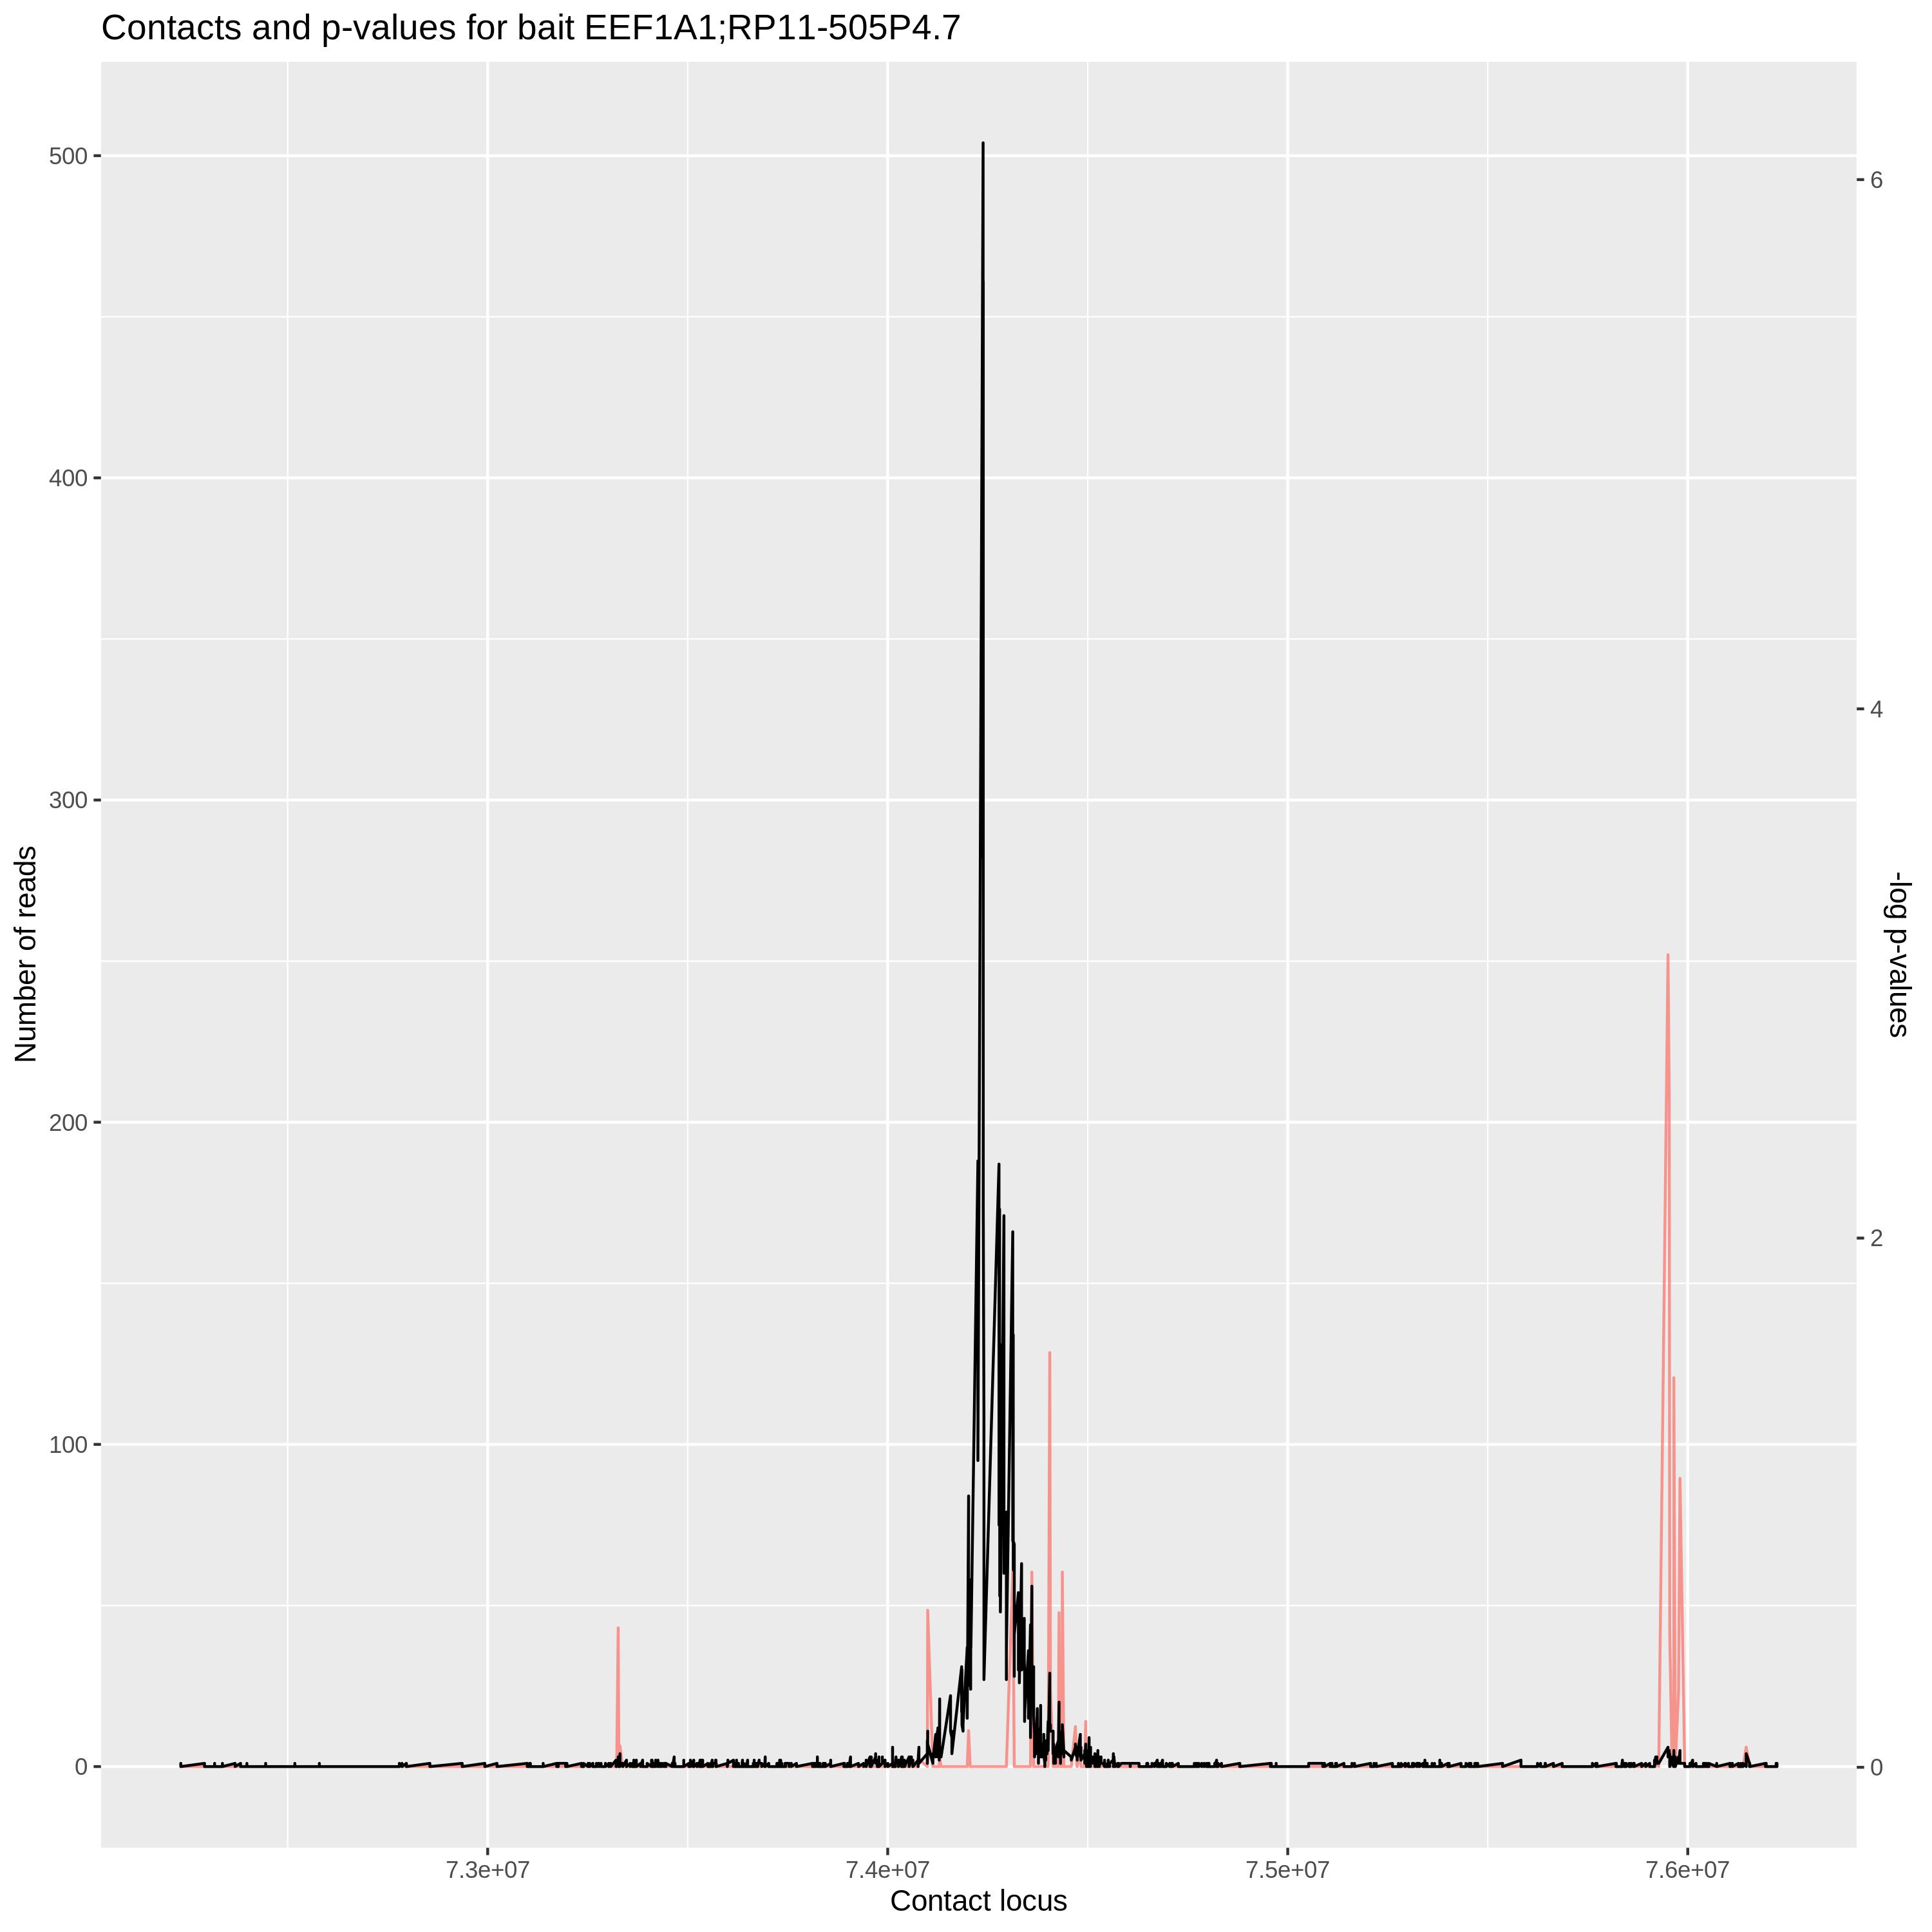 Contacts and p-values for bait EEF1A1;RP11-505P4.7
500
400
300
200
100
0
Number of reads
6
4
2
0
-log p-values
7.3e+07
7.4e+07
7.5e+07
7.6e+07
Contact locus